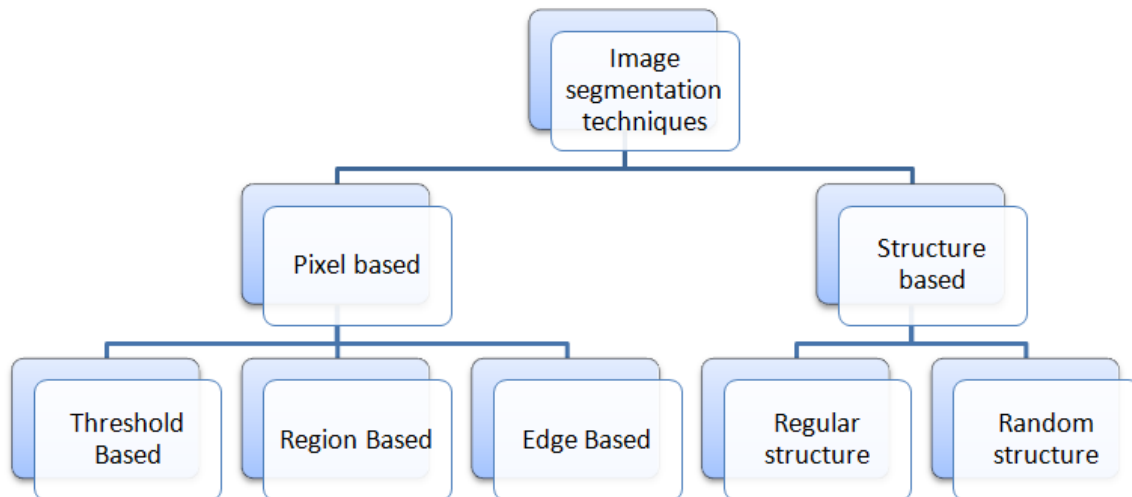 Image
segmentation
techniques
Pixel based
Structure
based
Threshold
Based
Region Based
Edge Based
Regular
structure
Random
structure